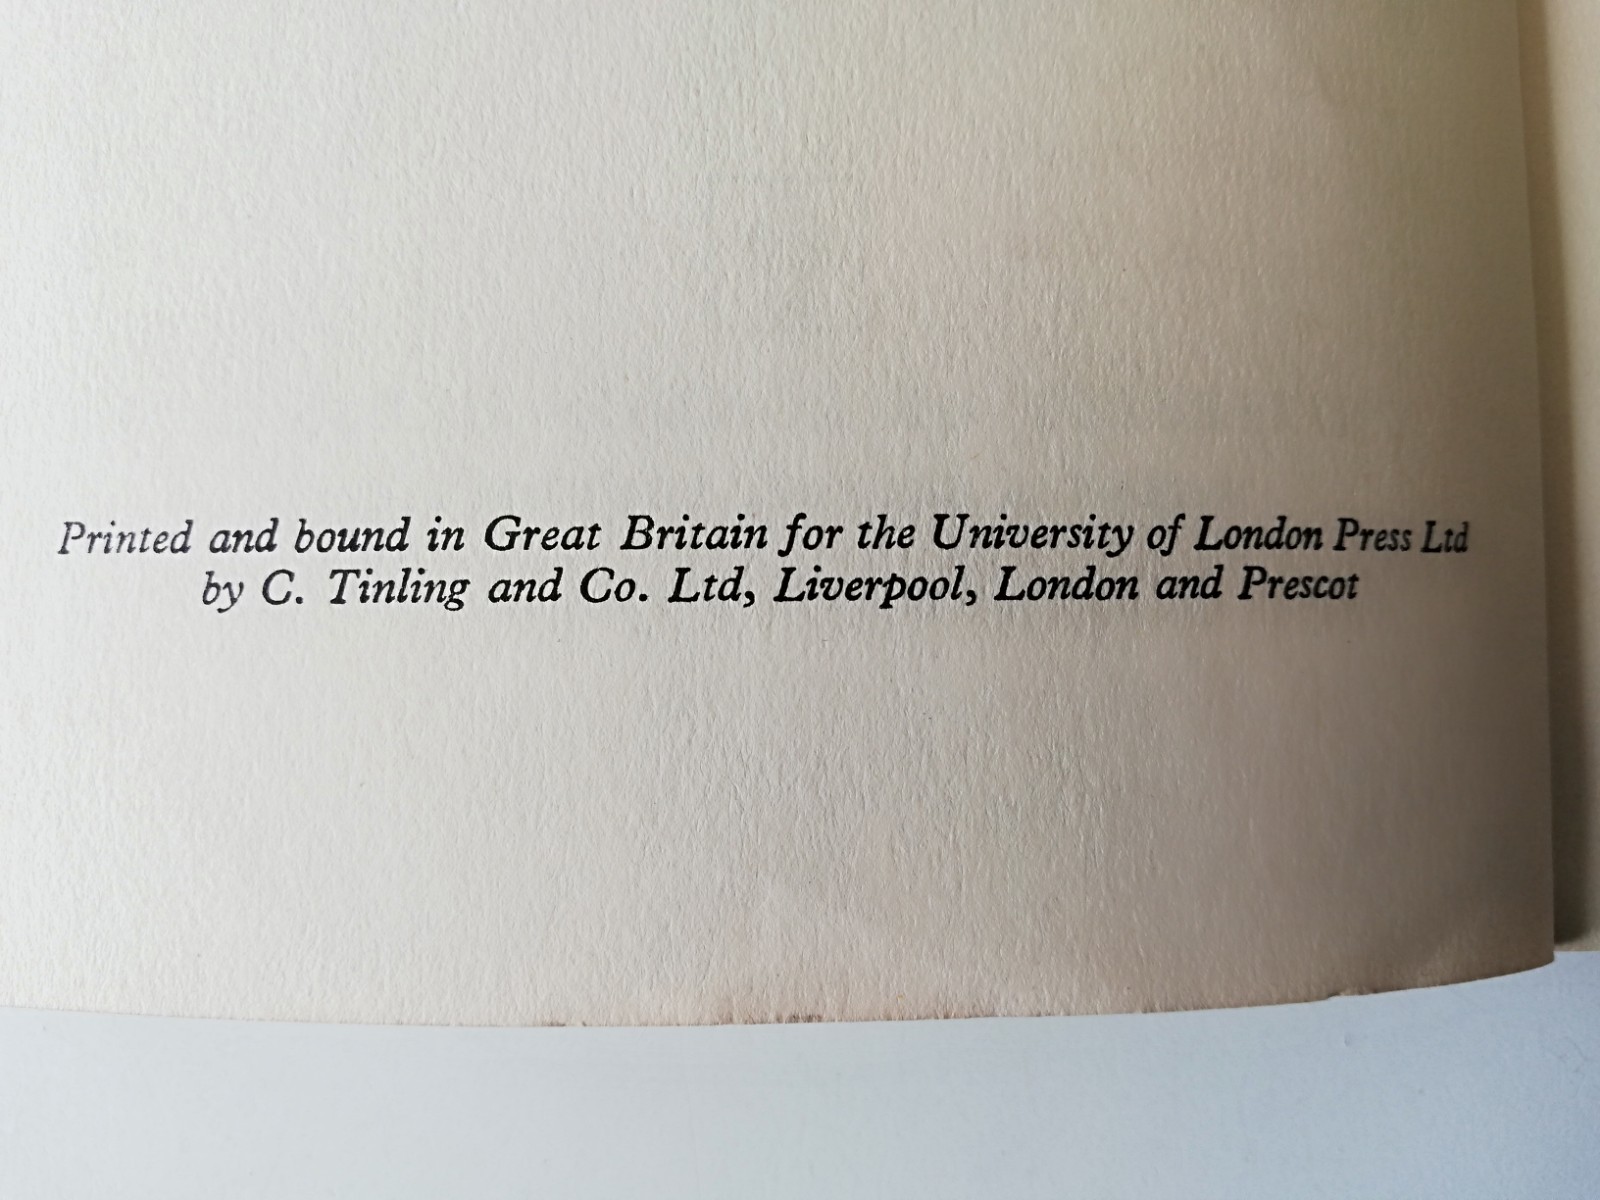 Printed and bound in Great Britain for the University of London Press Ltd
by C. Tinling and Co. Ltd, Liverpool, London and Prescot